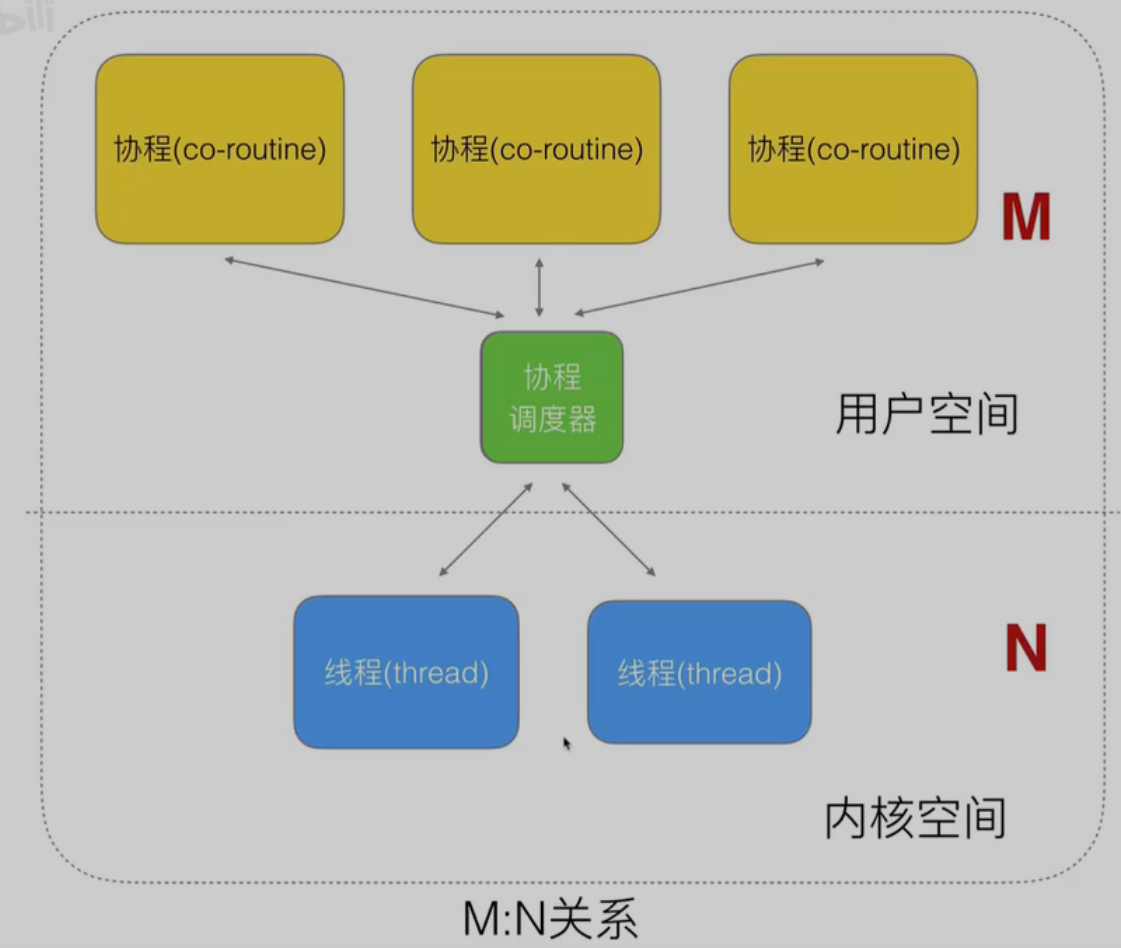 bili
协程(co-routine)
协程(co-routine)
协程(co-routine)
M
协程
调度器
用户空间
线程(thread)
线程(thread)
N
内核空间
M:N关系